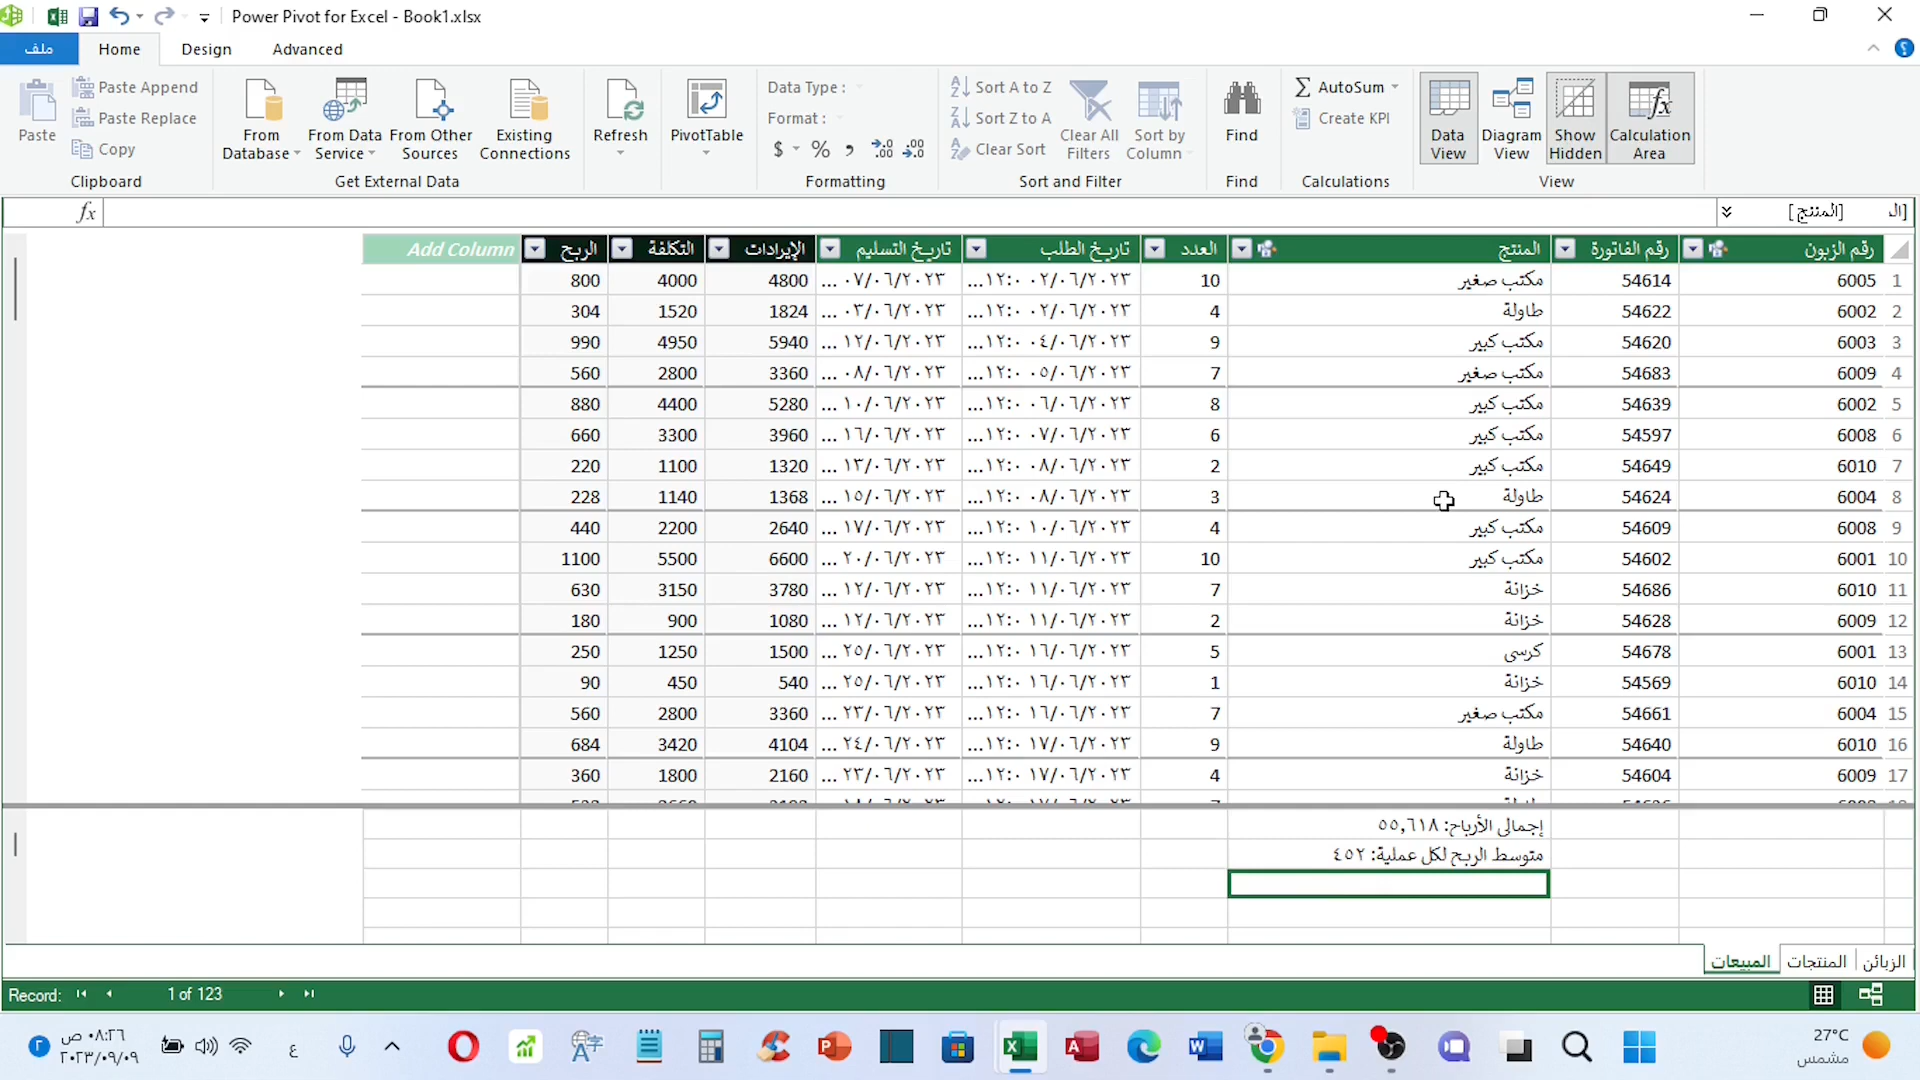 Power Pivot for Excel - Book1.xlsx
ملف Home Design Advanced
Paste
Paste Append
Paste Replace
Copy
Clipboard
From Database
From Data Service
From Other Sources
Existing Connections
Get External Data
Refresh
PivotTable
Data Type :
Format :
$ % , .00 .00
Formatting
Sort A to Z
Sort Z to A
Clear Sort
Clear All Filters
Sort by Column
Sort and Filter
Find
Find
AutoSum
Create KPI
Calculations
Data View
Diagram View
Show Hidden
Calculation Area
View
fx
[المنتج] ال]
رقم الزبون رقم الفاتورة المنتج العدد تاريخ الطلب تاريخ التسليم الإيرادات التكلفة الربح Add Column
1 6005 54614 مكتب صغير 10 ٠٢/٠٦/٢٠٢٣ ١٢:٠... ٠٧/٠٦/٢٠٢٣ ... 4800 4000 800
2 6002 54622 طاولة 4 ٠٢/٠٦/٢٠٢٣ ١٢:٠... ٠٣/٠٦/٢٠٢٣ ... 1824 1520 304
3 6003 54620 مكتب كبير 9 ٠٤/٠٦/٢٠٢٣ ١٢:٠... ١٢/٠٦/٢٠٢٣ ... 5940 4950 990
4 6009 54683 مكتب صغير 7 ٠٥/٠٦/٢٠٢٣ ١٢:٠... ٠٨/٠٦/٢٠٢٣ ... 3360 2800 560
5 6002 54639 مكتب كبير 8 ٠٦/٠٦/٢٠٢٣ ١٢:٠... ١٠/٠٦/٢٠٢٣ ... 5280 4400 880
6 6008 54597 مكتب كبير 6 ٠٧/٠٦/٢٠٢٣ ١٢:٠... ١٦/٠٦/٢٠٢٣ ... 3960 3300 660
7 6010 54649 مكتب كبير 2 ٠٨/٠٦/٢٠٢٣ ١٢:٠... ١٣/٠٦/٢٠٢٣ ... 1320 1100 220
8 6004 54624 طاولة 3 ٠٨/٠٦/٢٠٢٣ ١٢:٠... ١٥/٠٦/٢٠٢٣ ... 1368 1140 228
9 6008 54609 مكتب كبير 4 ١٠/٠٦/٢٠٢٣ ١٢:٠... ١٧/٠٦/٢٠٢٣ ... 2640 2200 440
10 6001 54602 مكتب كبير 10 ١١/٠٦/٢٠٢٣ ١٢:٠... ٢٠/٠٦/٢٠٢٣ ... 6600 5500 1100
11 6010 54686 خزانة 7 ١١/٠٦/٢٠٢٣ ١٢:٠... ١٢/٠٦/٢٠٢٣ ... 3780 3150 630
12 6009 54628 خزانة 2 ١١/٠٦/٢٠٢٣ ١٢:٠... ١٢/٠٦/٢٠٢٣ ... 1080 900 180
13 6001 54678 كرسي 5 ١٦/٠٦/٢٠٢٣ ١٢:٠... ٢٥/٠٦/٢٠٢٣ ... 1500 1250 250
14 6010 54569 خزانة 1 ١٦/٠٦/٢٠٢٣ ١٢:٠... ٢٥/٠٦/٢٠٢٣ ... 540 450 90
15 6004 54661 مكتب صغير 7 ١٦/٠٦/٢٠٢٣ ١٢:٠... ٢٣/٠٦/٢٠٢٣ ... 3360 2800 560
16 6010 54640 طاولة 9 ١٧/٠٦/٢٠٢٣ ١٢:٠... ٢٤/٠٦/٢٠٢٣ ... 4104 3420 684
17 6009 54604 خزانة 4 ١٧/٠٦/٢٠٢٣ ١٢:٠... ٢٣/٠٦/٢٠٢٣ ... 2160 1800 360
إجمالي الأرباح: ٥٥,٦١٨
متوسط الربح لكل عملية: ٤٥٢
الزبائن المنتجات المبيعات
Record: 1 of 123
٠٨:٢٦ ص
٢٠٢٣/٠٩/٠٩
ع
27°C
مشمس